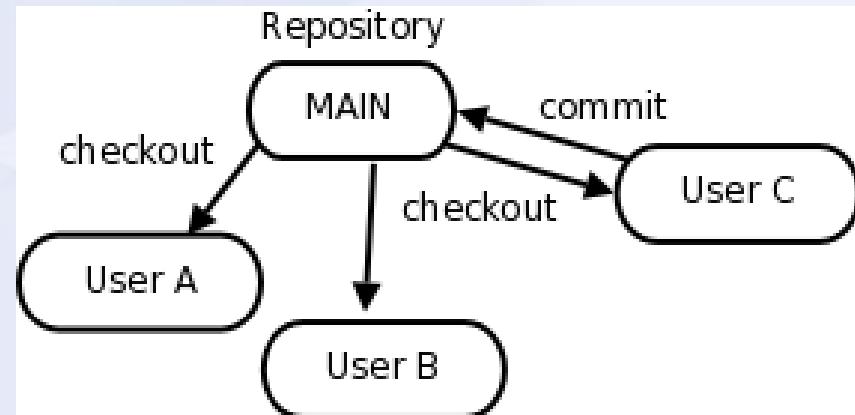 Repository
MAIN
commit
checkout
User C
checkout
User A
User B